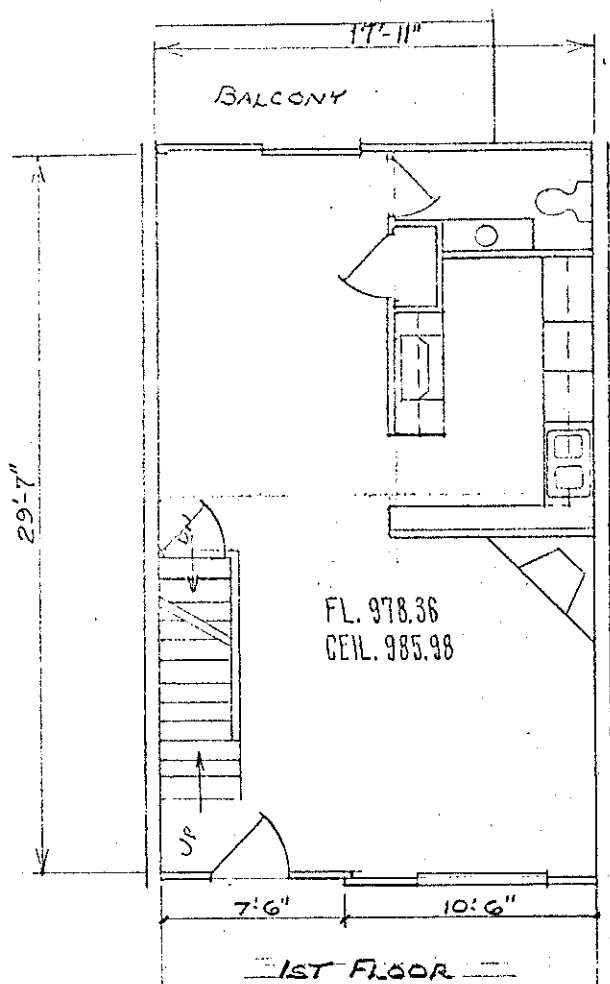 17'-11"
BALCONY
29'-7"
DN
FL. 978.36
CEIL. 985.98
UP
7'6"
10'6"
1ST FLOOR